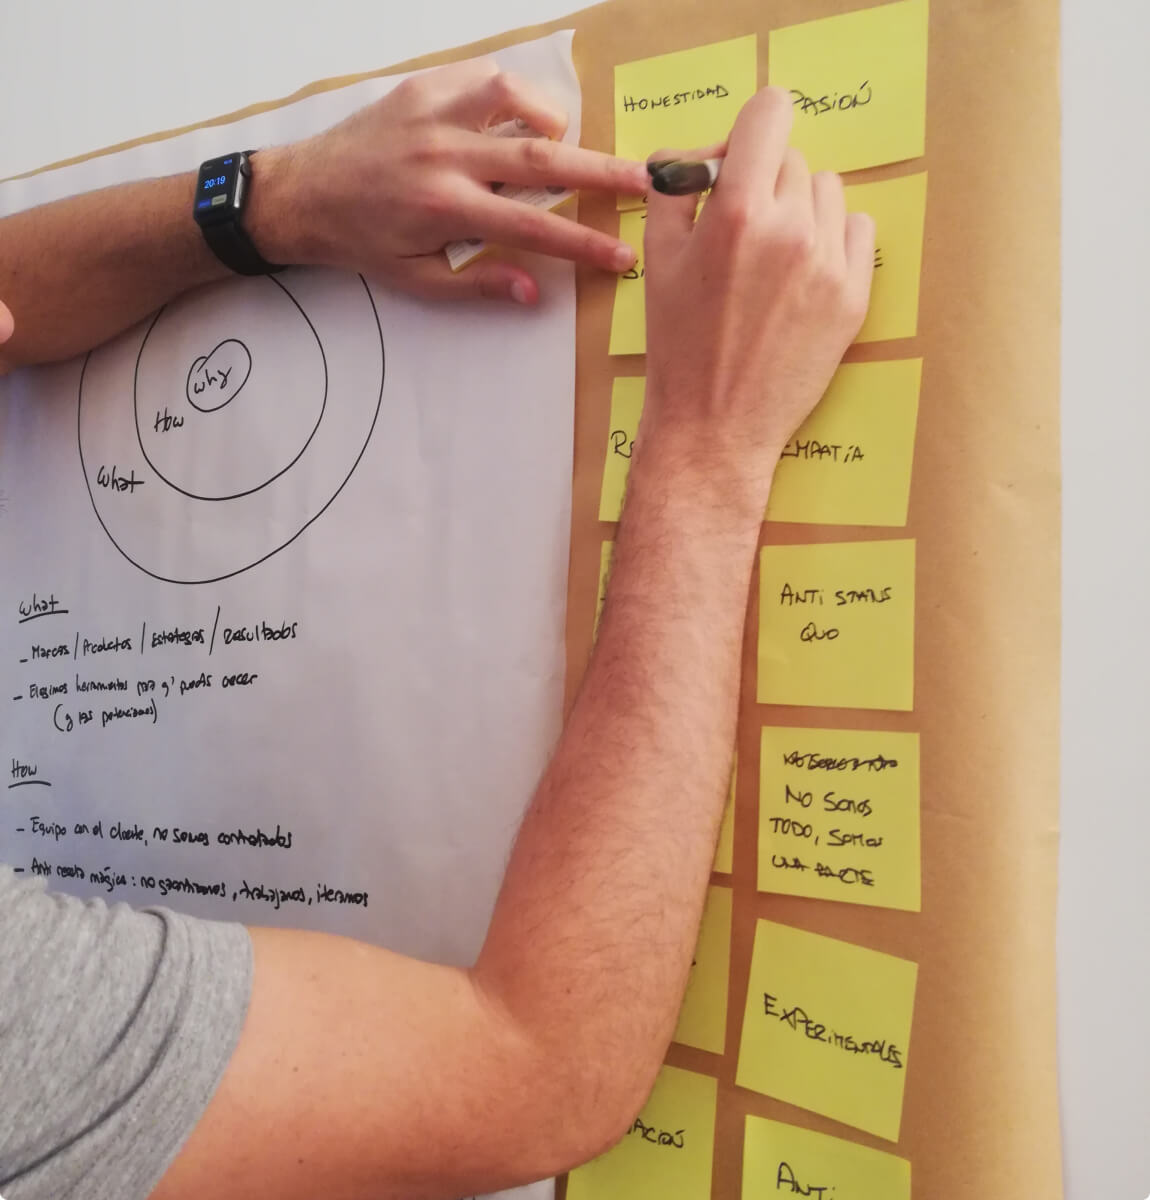 20:19
why
How
What
What
- Marcas / Productos / Estrategias / Resultados
- Elegimos herramientas para q' puedas crecer
(y las potenciamos)
How
- Equipo con el cliente, no somos contratados
- Anti receta mágica: no garantizamos, trabajamos, iteramos
HONESTIDAD
PASIÓN
EMPATÍA
ANTI STATUS
QUO
NO SOMOS
TODO, SOMOS
UNA PARTE
EXPERIMENTALES
ACIÓN
ANTI